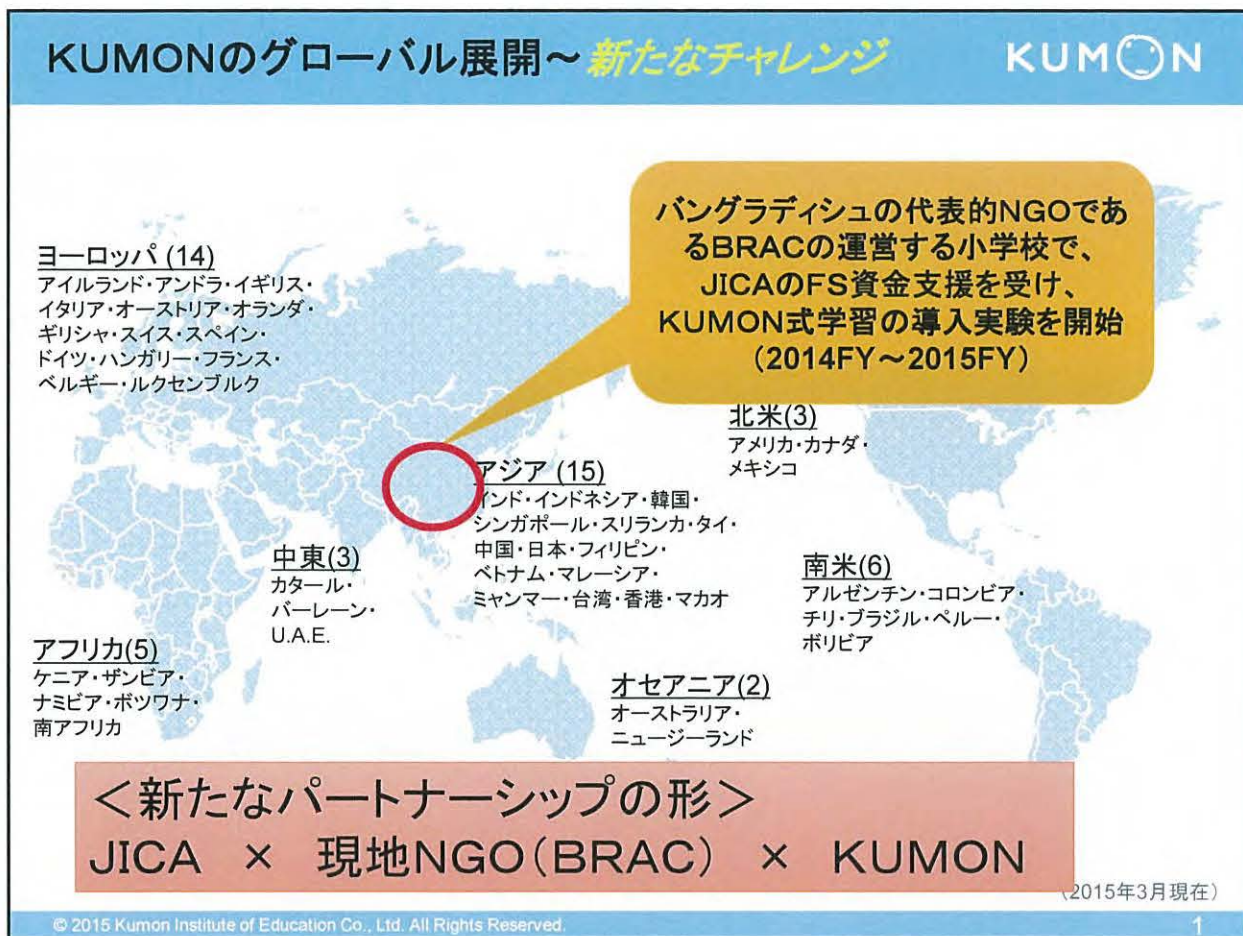 KUMONのグローバル展開~新たなチャレンジ
KUMON
バングラディシュの代表的NGOであ
るBRACの運営する小学校で、
JICAのFS資金支援を受け、
KUMON式学習の導入実験を開始
(2014FY~2015FY)
ヨーロッパ (14)
アイルランド・アンドラ・イギリス・
イタリア・オーストリア・オランダ・
ギリシャ・スイス・スペイン・
ドイツ・ハンガリー・フランス・
ベルギー・ルクセンブルク
北米(3)
アメリカ・カナダ・
メキシコ
アジア (15)
インド・インドネシア・韓国・
シンガポール・スリランカ・タイ・
中国・日本・フィリピン・
ベトナム・マレーシア・
ミャンマー・台湾・香港・マカオ
中東(3)
カタール・
バーレーン・
U.A.E.
南米(6)
アルゼンチン・コロンビア・
チリ・ブラジル・ペルー・
ボリビア
アフリカ(5)
ケニア・ザンビア・
ナミビア・ボツワナ・
南アフリカ
オセアニア(2)
オーストラリア・
ニュージーランド
<新たなパートナーシップの形>
JICA × 現地NGO(BRAC) × KUMON
(2015年3月現在)
© 2015 Kumon Institute of Education Co., Ltd. All Rights Reserved.
1